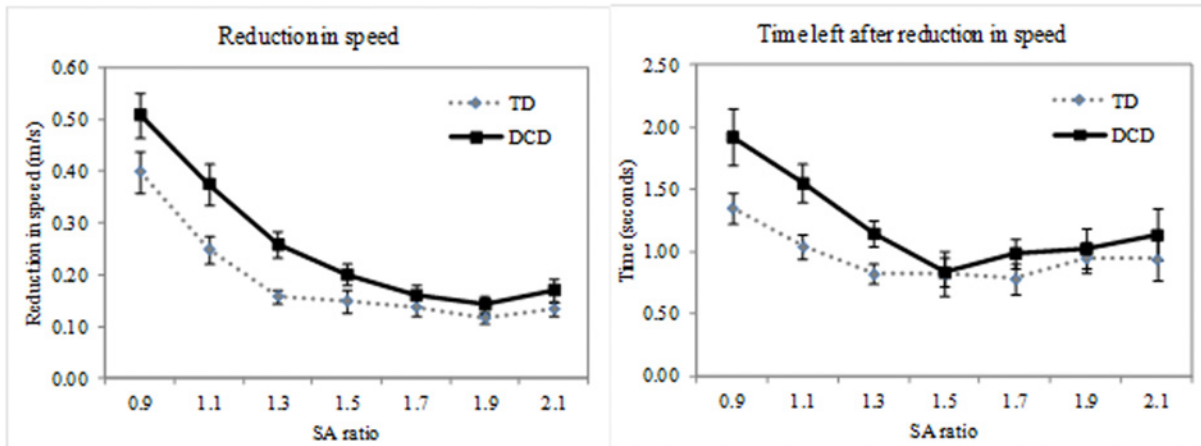 Reduction in speed
0.60
0.50
0.40
0.30
0.20
0.10
0.00
Reduction in speed (m/s)
TD
DCD
0.9 1.1 1.3 1.5 1.7 1.9 2.1
SA ratio
Time left after reduction in speed
2.50
2.00
1.50
1.00
0.50
0.00
Time (seconds)
TD
DCD
0.9 1.1 1.3 1.5 1.7 1.9 2.1
SA ratio